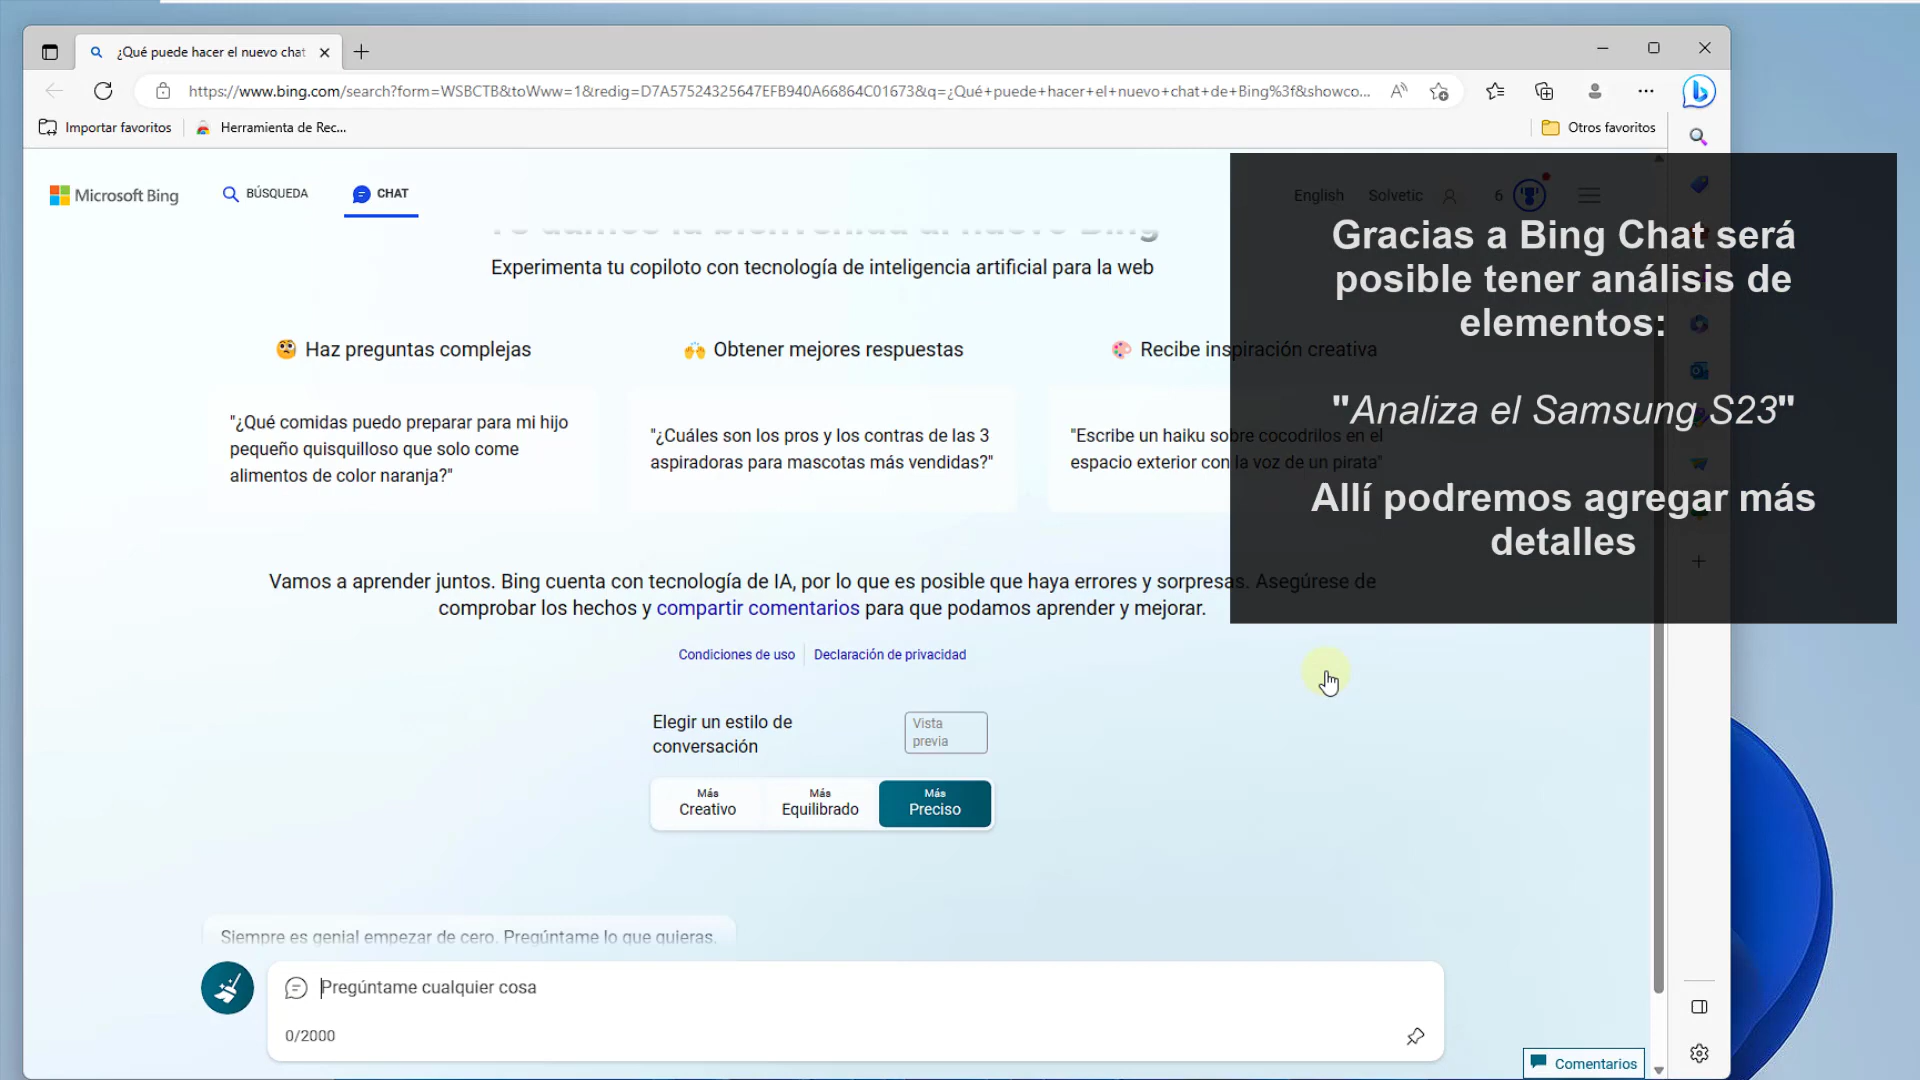 ¿Qué puede hacer el nuevo chat
https://www.bing.com/search?form=WSBCTB&toWww=1&redig=D7A57524325647EFB940A66864C01673&q=¿Qué+puede+hacer+el+nuevo+chat+de+Bing%3f&showco...
Importar favoritos
Herramienta de Rec...
Otros favoritos
Microsoft Bing
BÚSQUEDA
CHAT
English
Solvetic
6
Te damos la bienvenida al nuevo Bing
Experimenta tu copiloto con tecnología de inteligencia artificial para la web
Haz preguntas complejas
Obtener mejores respuestas
Recibe inspiración creativa
"¿Qué comidas puedo preparar para mi hijo
pequeño quisquilloso que solo come
alimentos de color naranja?"
"¿Cuáles son los pros y los contras de las 3
aspiradoras para mascotas más vendidas?"
"Escribe un haiku sobre cocodrilos en el
espacio exterior con la voz de un pirata"
Vamos a aprender juntos. Bing cuenta con tecnología de IA, por lo que es posible que haya errores y sorpresas. Asegúrese de
comprobar los hechos y compartir comentarios para que podamos aprender y mejorar.
Condiciones de uso
Declaración de privacidad
Elegir un estilo de
conversación
Vista
previa
Más
Creativo
Más
Equilibrado
Más
Preciso
Siempre es genial empezar de cero. Pregúntame lo que quieras.
Pregúntame cualquier cosa
0/2000
Comentarios
Gracias a Bing Chat será
posible tener análisis de
elementos:
"Analiza el Samsung S23"
Allí podremos agregar más
detalles